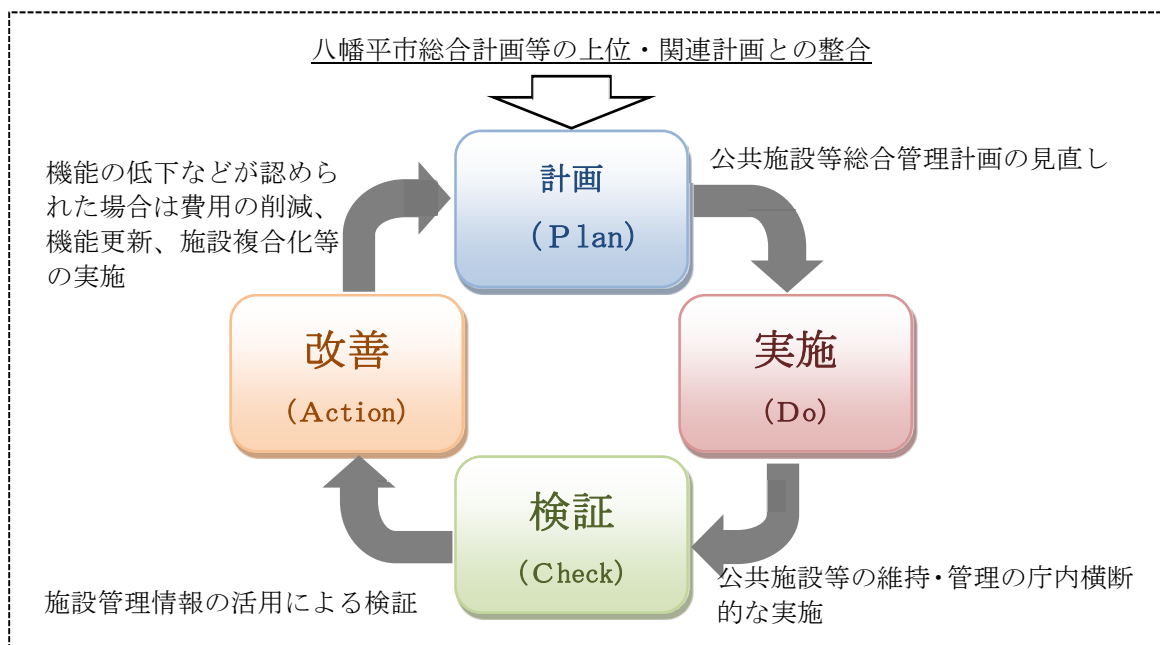 八幡平市総合計画等の上位・関連計画との整合
計画
(Plan)
公共施設等総合管理計画の見直し
機能の低下などが認めら
れた場合は費用の削減、
機能更新、施設複合化等
の実施
改善
(Action)
実施
(Do)
検証
(Check)
公共施設等の維持・管理の庁内横断
的な実施
施設管理情報の活用による検証